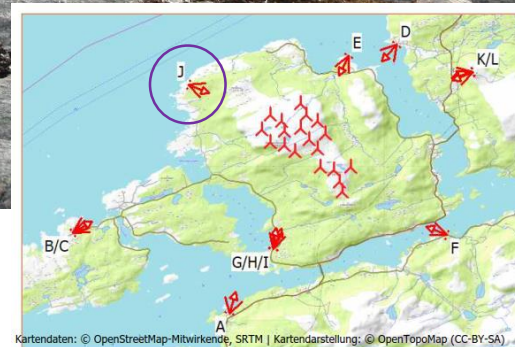 D
E
K/L
J
B/C
G/H/I
F
A
Kartendaten: © OpenStreetMap-Mitwirkende, SRTM | Kartendarstellung: © OpenTopoMap (CC-BY-SA)